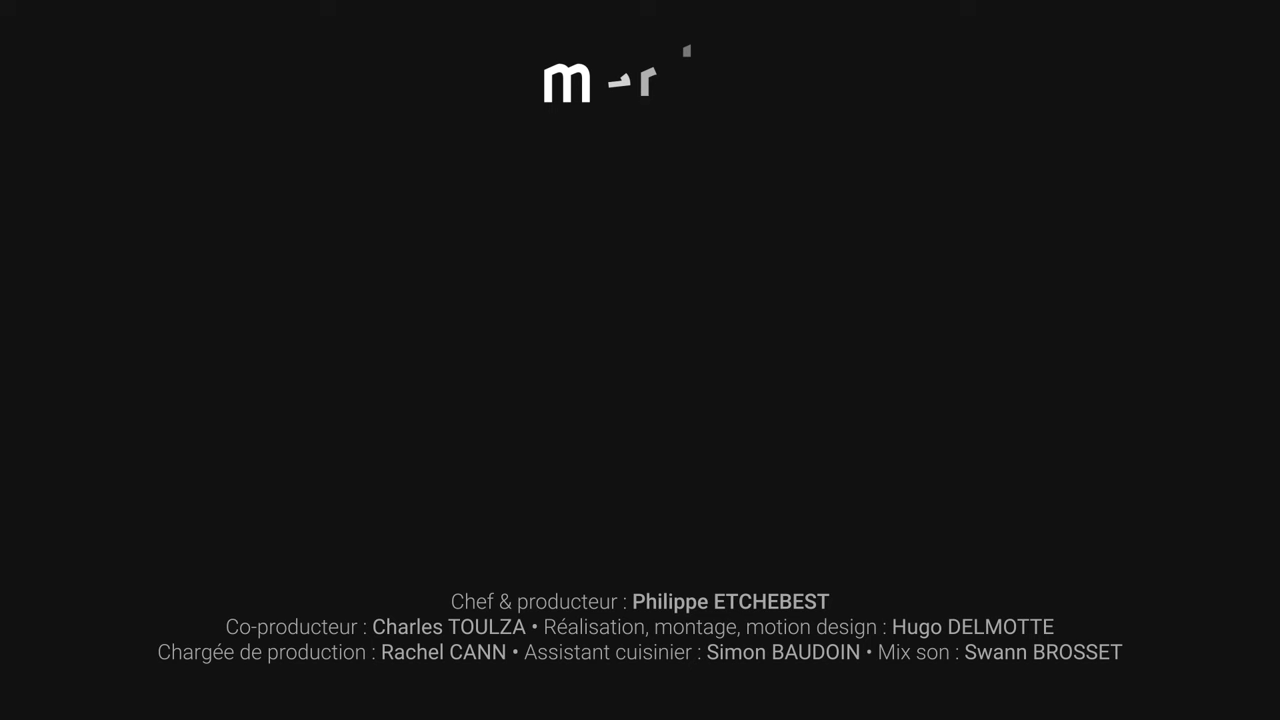 m
Chef & producteur : Philippe ETCHEBEST
Co-producteur : Charles TOULZA • Réalisation, montage, motion design : Hugo DELMOTTE
Chargée de production : Rachel CANN • Assistant cuisinier : Simon BAUDOIN • Mix son : Swann BROSSET